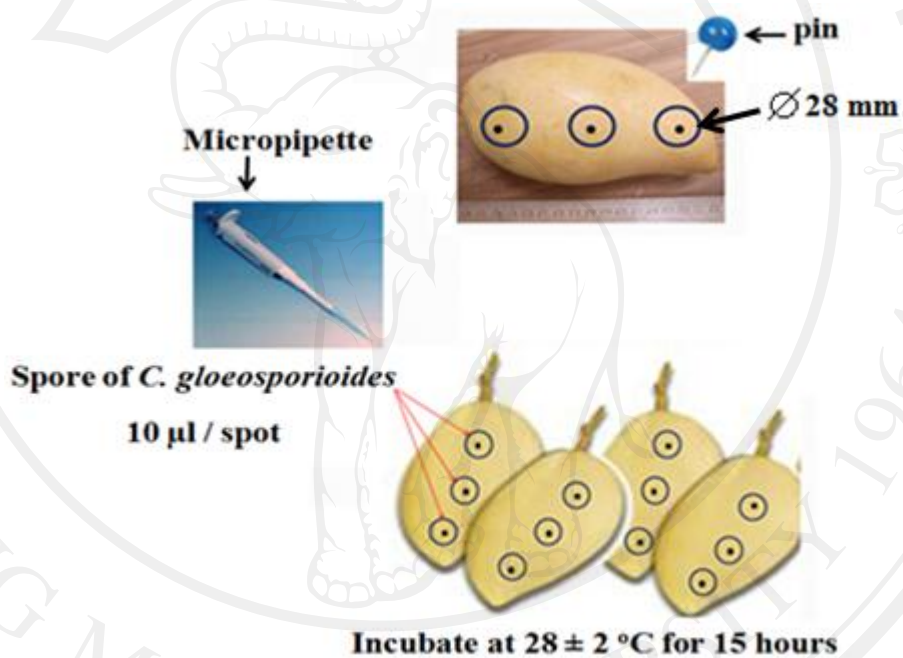 pin
Ø 28 mm
Micropipette
Spore of C. gloeosporioides
10 µl / spot
Incubate at 28 ± 2 °C for 15 hours